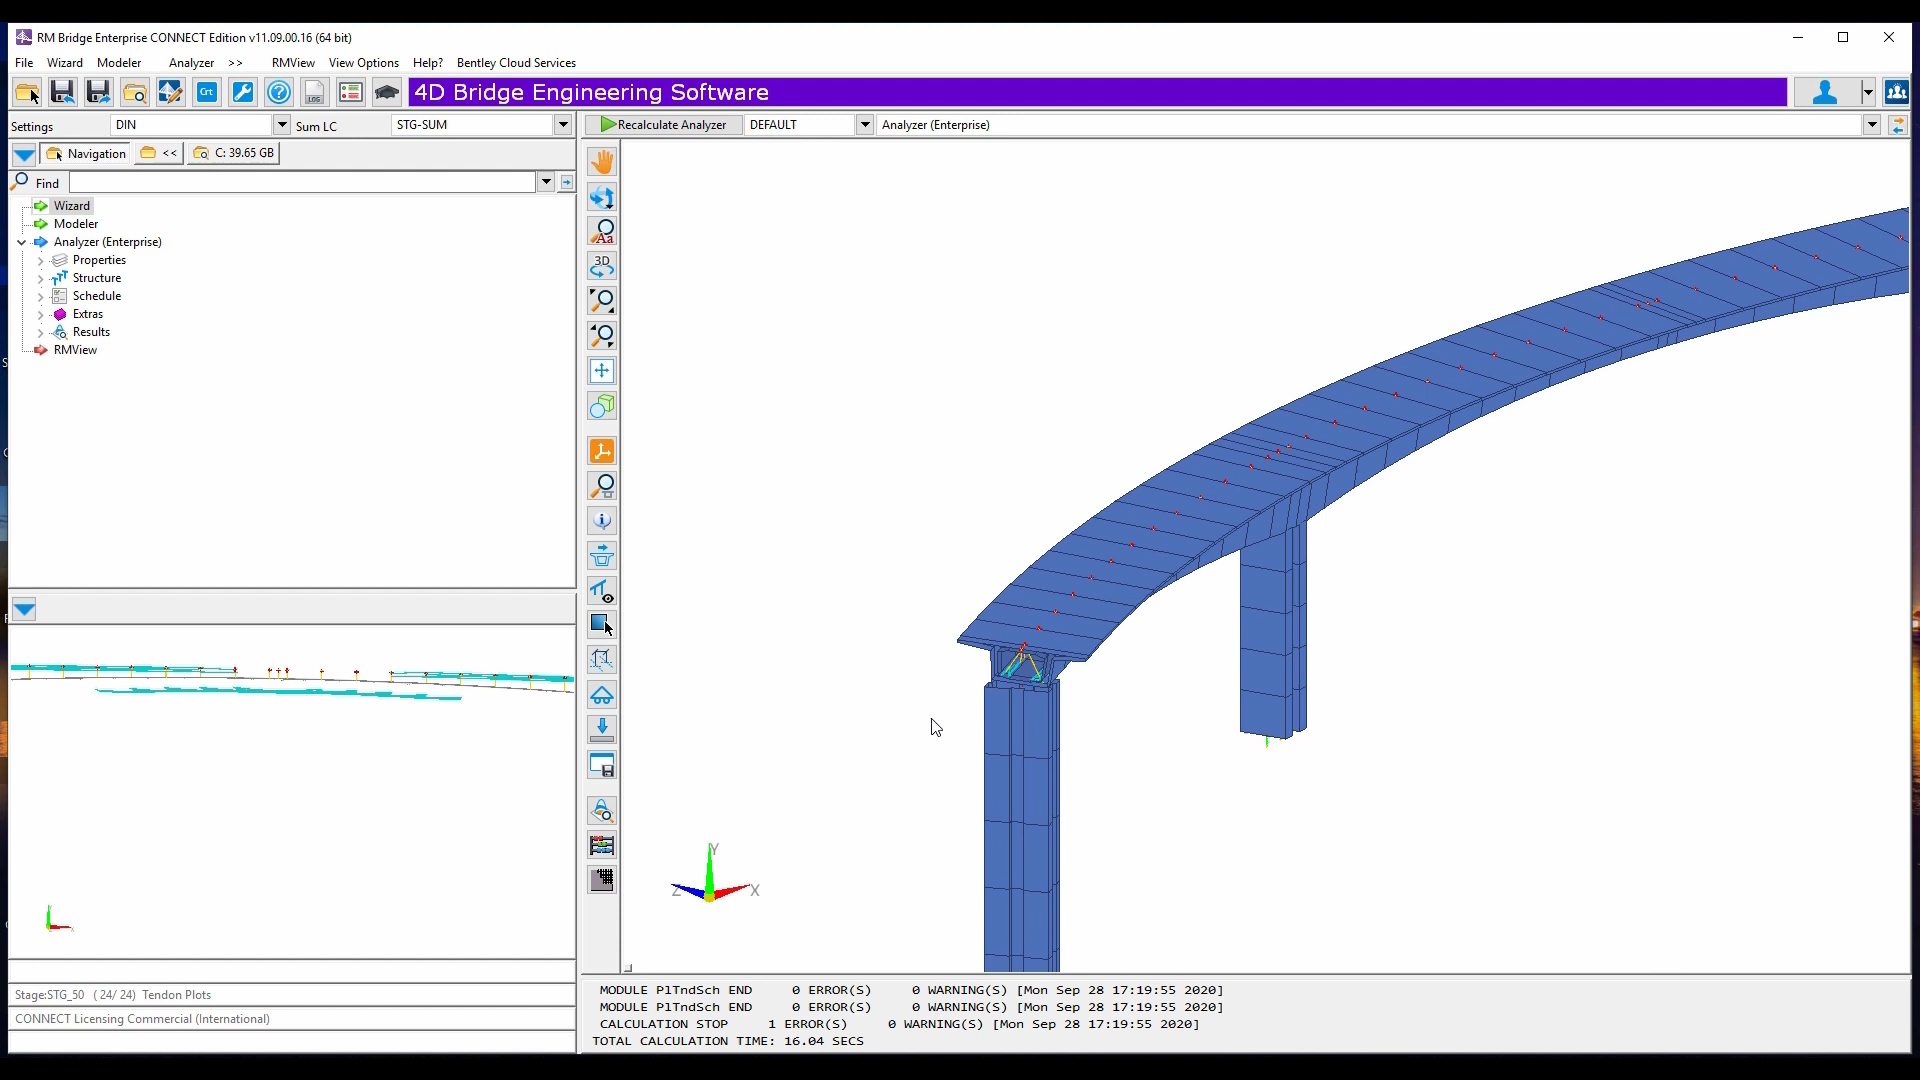 RM Bridge Enterprise CONNECT Edition v11.09.00.16 (64 bit)
File Wizard Modeler Analyzer >> RMView View Options Help? Bentley Cloud Services
Crt LOG 4D Bridge Engineering Software
Settings DIN Sum LC STG-SUM Recalculate Analyzer DEFAULT Analyzer (Enterprise)
Navigation << C: 39.65 GB
Find
Wizard
Modeler
Analyzer (Enterprise)
Properties
Structure
Schedule
Extras
Results
RMView
Aa
3D
Y
Z X
Stage:STG_50 ( 24/ 24) Tendon Plots
CONNECT Licensing Commercial (International)
MODULE PlTndSch END 0 ERROR(S) 0 WARNING(S) [Mon Sep 28 17:19:55 2020]
MODULE PlTndSch END 0 ERROR(S) 0 WARNING(S) [Mon Sep 28 17:19:55 2020]
CALCULATION STOP 1 ERROR(S) 0 WARNING(S) [Mon Sep 28 17:19:55 2020]
TOTAL CALCULATION TIME: 16.04 SECS